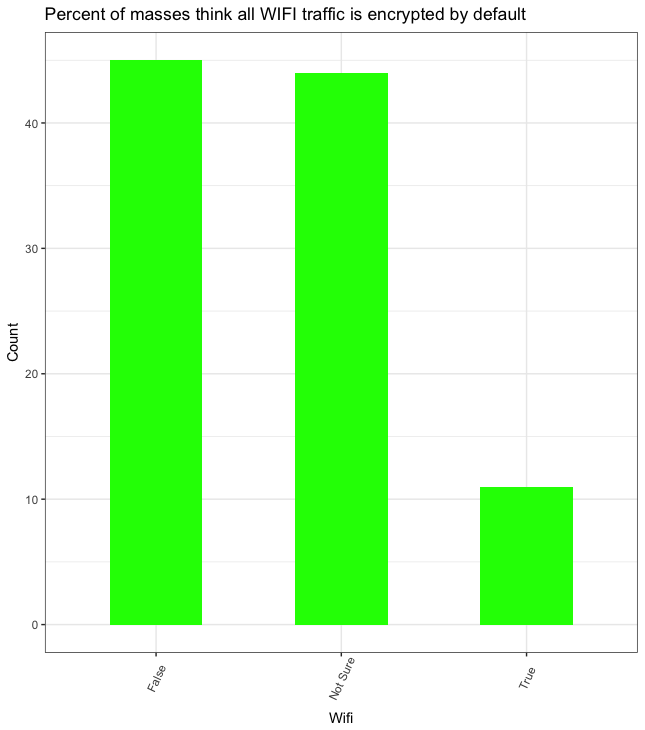 Percent of masses think all WIFI traffic is encrypted by default
Count
40
30
20
10
0
False
Not Sure
True
Wifi